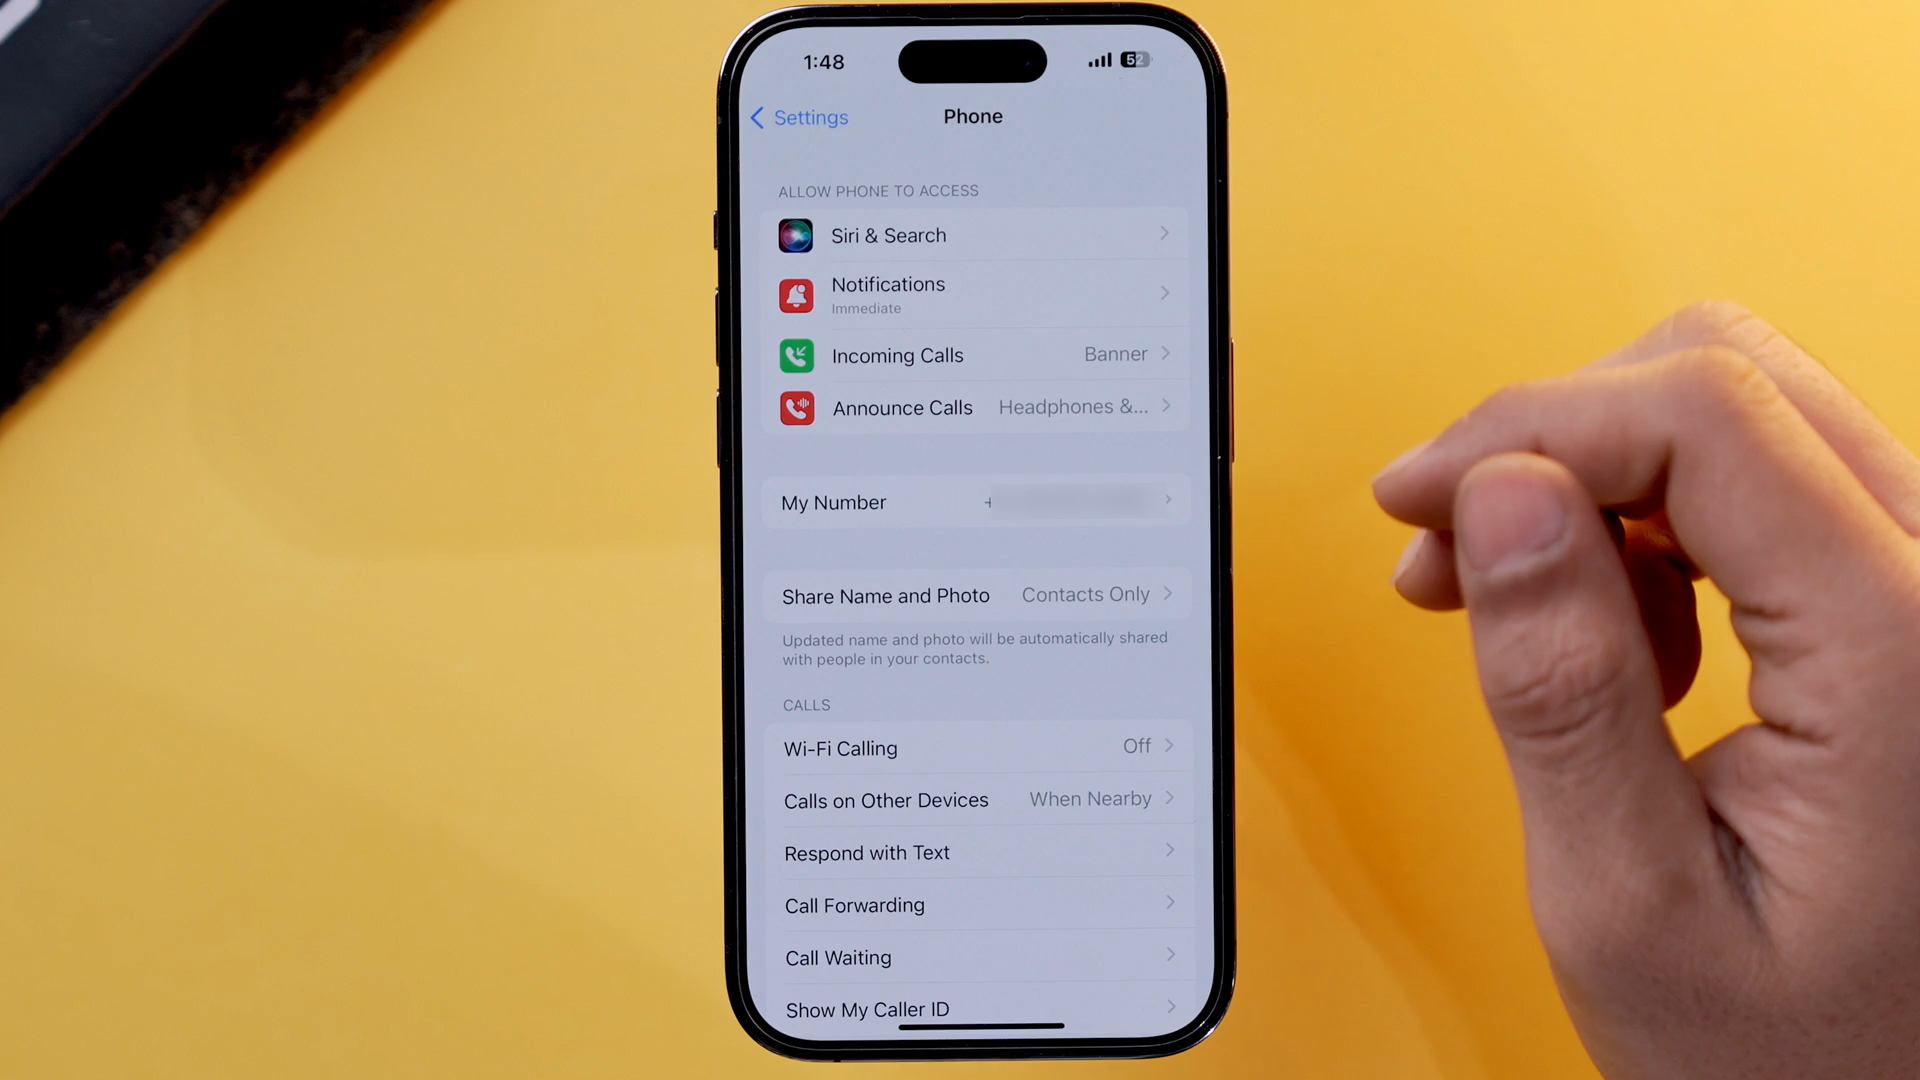 1:48
52
Settings
Phone
ALLOW PHONE TO ACCESS
Siri & Search
Notifications
Immediate
Incoming Calls Banner
Announce Calls Headphones &...
My Number +
Share Name and Photo Contacts Only
Updated name and photo will be automatically shared
with people in your contacts.
CALLS
Wi-Fi Calling Off
Calls on Other Devices When Nearby
Respond with Text
Call Forwarding
Call Waiting
Show My Caller ID